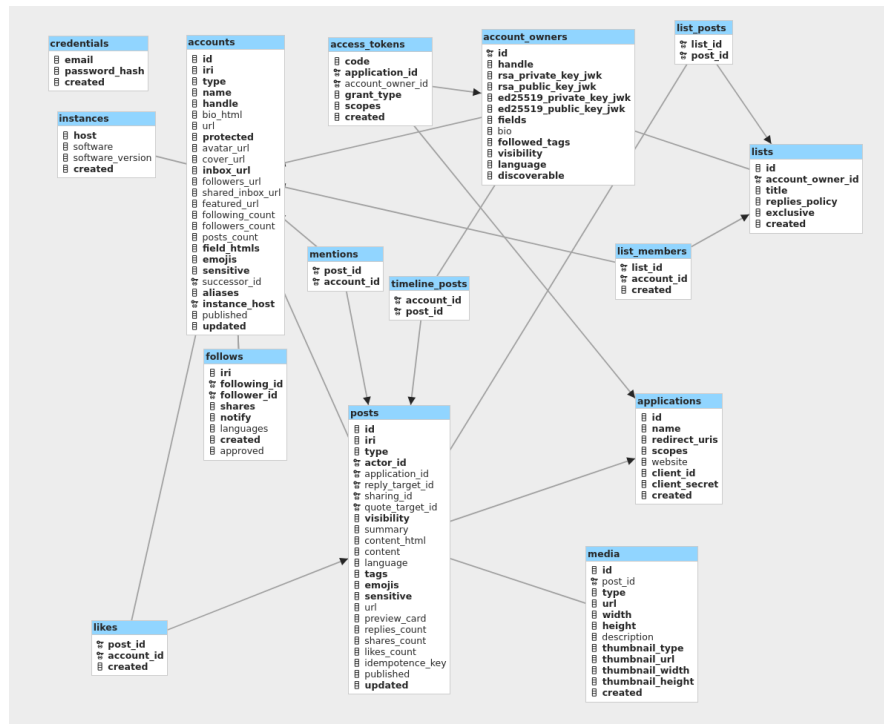 credentials
email
password_hash
created
instances
host
software
software_version
created
accounts
id
iri
type
name
handle
bio_html
url
protected
avatar_url
cover_url
inbox_url
followers_url
shared_inbox_url
featured_url
following_count
followers_count
posts_count
field_htmls
emojis
sensitive
successor_id
aliases
instance_host
published
updated
access_tokens
code
application_id
account_owner_id
grant_type
scopes
created
account_owners
id
handle
rsa_private_key_jwk
rsa_public_key_jwk
ed25519_private_key_jwk
ed25519_public_key_jwk
fields
bio
followed_tags
visibility
language
discoverable
list_posts
list_id
post_id
lists
id
account_owner_id
title
replies_policy
exclusive
created
list_members
list_id
account_id
created
mentions
post_id
account_id
timeline_posts
account_id
post_id
follows
iri
following_id
follower_id
shares
notify
languages
created
approved
posts
id
iri
type
actor_id
application_id
reply_target_id
sharing_id
quote_target_id
visibility
summary
content_html
content
language
tags
emojis
sensitive
url
preview_card
replies_count
shares_count
likes_count
idempotence_key
published
updated
applications
id
name
redirect_uris
scopes
website
client_id
client_secret
created
media
id
post_id
type
url
width
height
description
thumbnail_type
thumbnail_url
thumbnail_width
thumbnail_height
created
likes
post_id
account_id
created